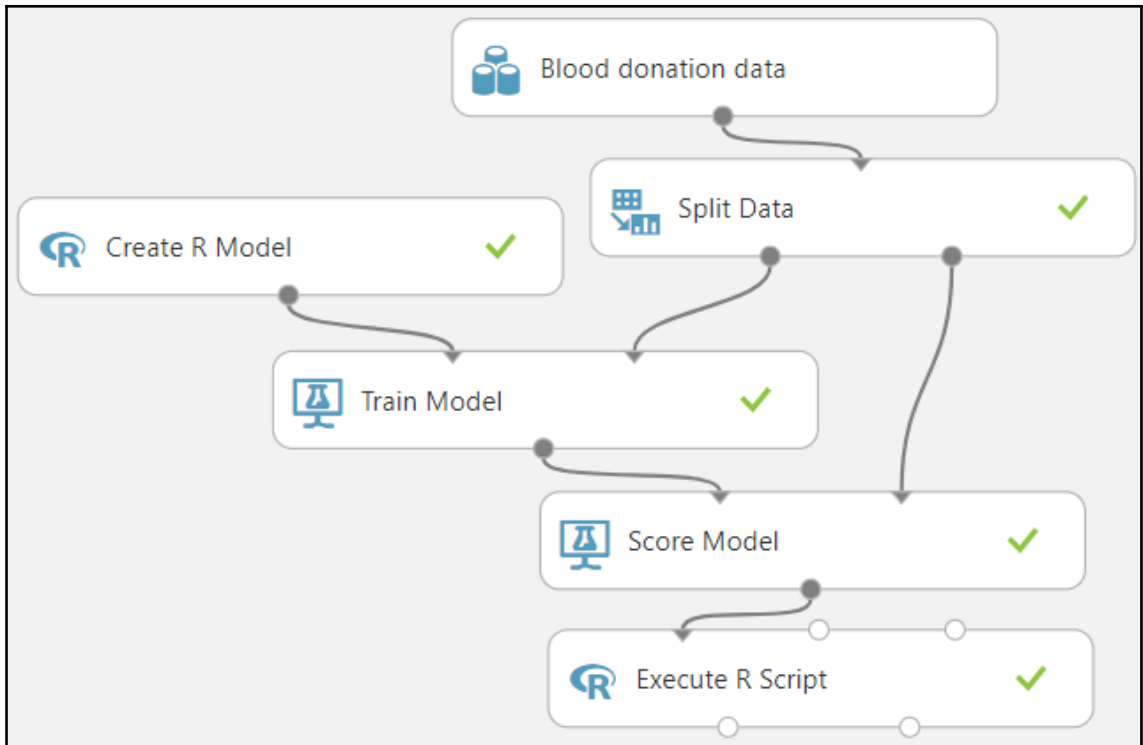 Blood donation data
Split Data
Create R Model
Train Model
Score Model
Execute R Script